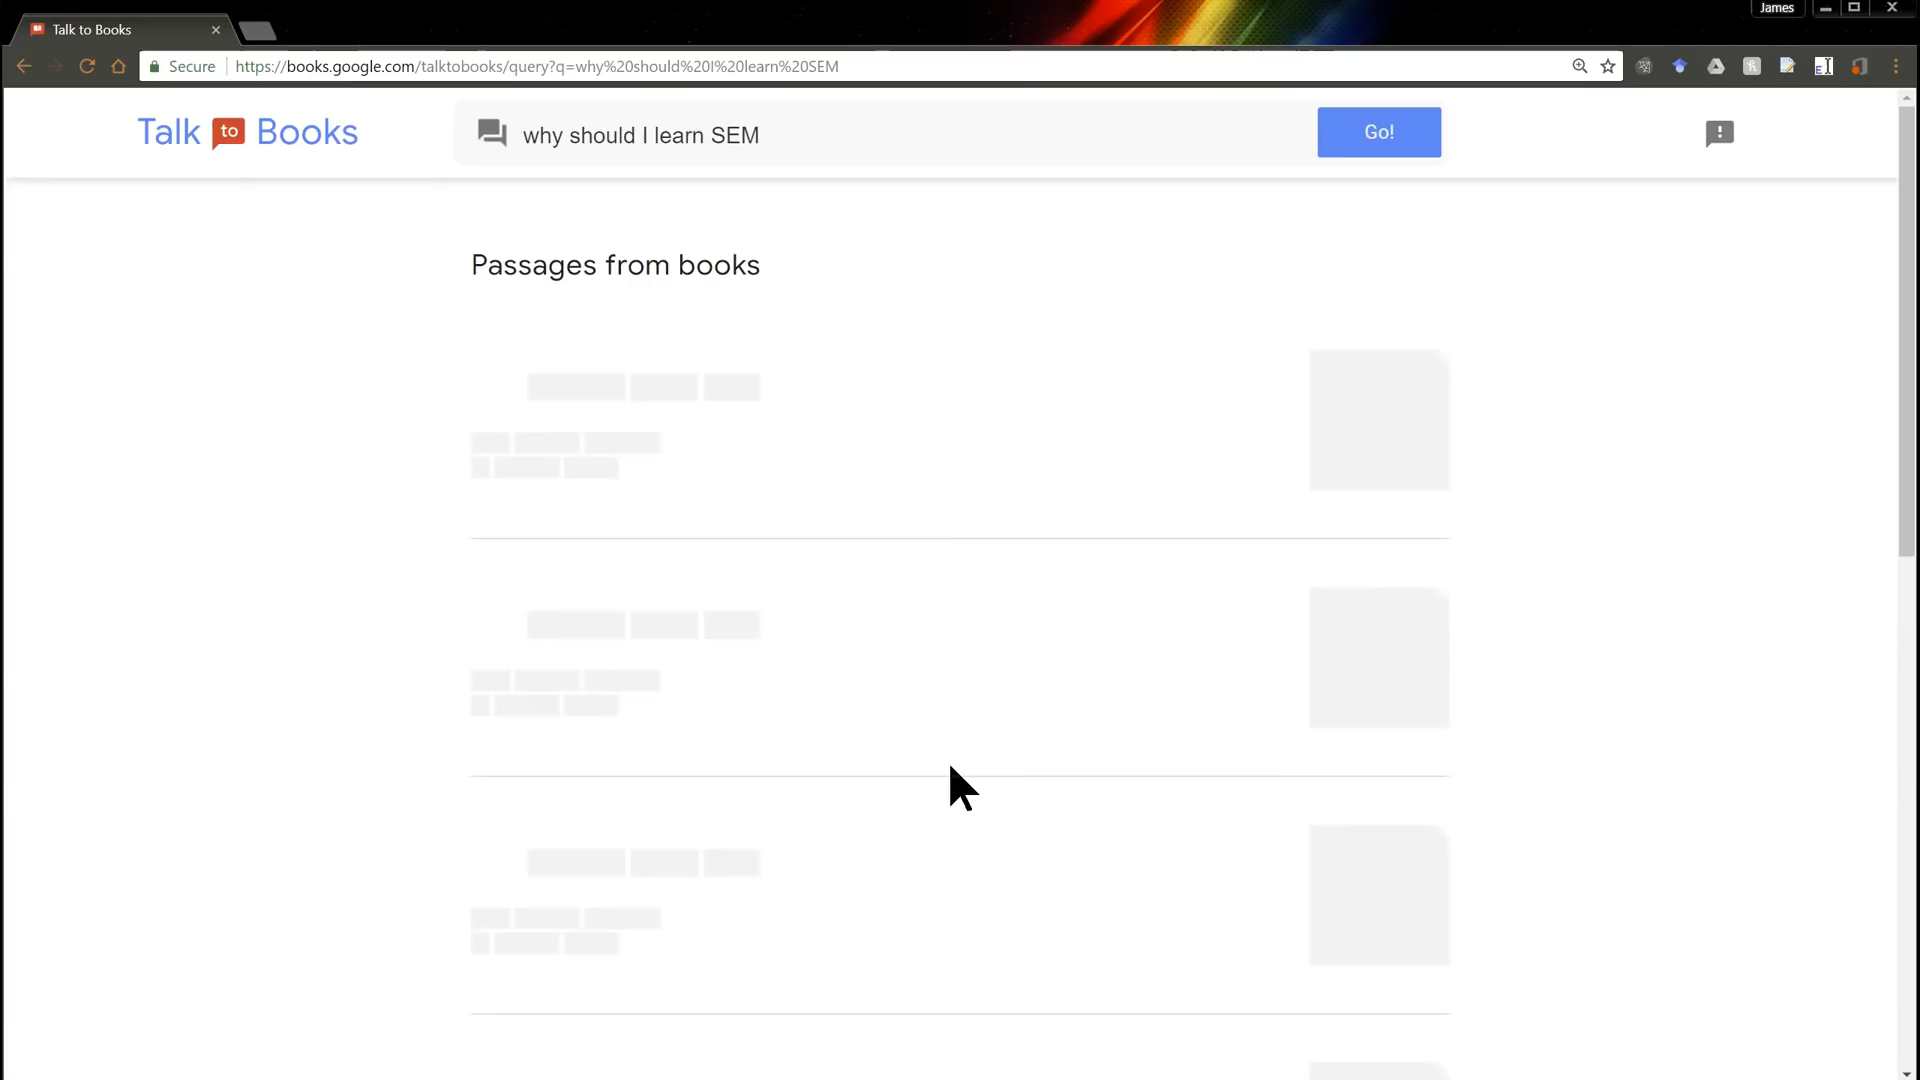 James
Talk to Books
Secure https://books.google.com/talktobooks/query?q=why%20should%20I%20learn%20SEM
Talk to Books
why should I learn SEM
Go!
Passages from books